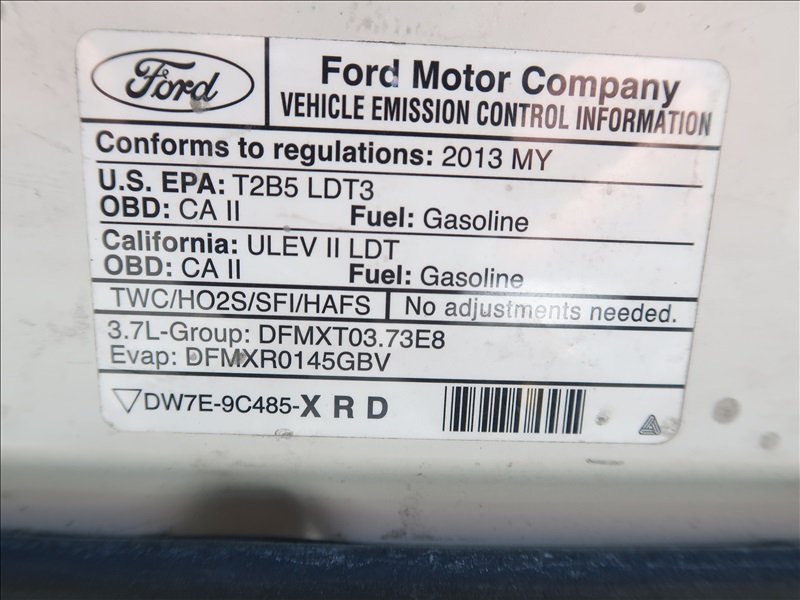 Ford
Ford Motor Company
VEHICLE EMISSION CONTROL INFORMATION
Conforms to regulations: 2013 MY
U.S. EPA: T2B5 LDT3
OBD: CA II Fuel: Gasoline
California: ULEV II LDT
OBD: CA II Fuel: Gasoline
TWC/HO2S/SFI/HAFS No adjustments needed.
3.7L-Group: DFMXT03.73E8
Evap: DFMXR0145GBV
DW7E-9C485-X R D